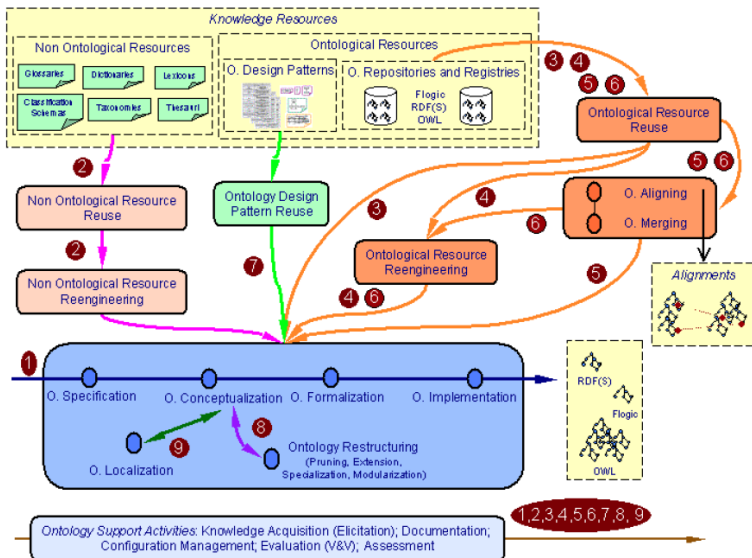 Knowledge Resources
Non Ontological Resources
Glossaries
Dictionaries
Lexicons
Classification
Schemas
Taxonomies
Thesauri
Ontological Resources
O. Design Patterns
O. Repositories and Registries
Flogic
RDF(S)
OWL
3 4
5 6
Ontological Resource
Reuse
2
Non Ontological Resource
Reuse
2
Non Ontological Resource
Reengineering
Ontology Design
Pattern Reuse
7
3
4
5 6
O. Aligning
O. Merging
6
Ontological Resource
Reengineering
4 6
5
Alignments
1
O. Specification
O. Conceptualization
O. Formalization
O. Implementation
9
8
O. Localization
Ontology Restructuring
(Pruning, Extension,
Specialization, Modularization)
RDF(S)
Flogic
OWL
1,2,3,4,5,6,7,8, 9
Ontology Support Activities: Knowledge Acquisition (Elicitation); Documentation;
Configuration Management; Evaluation (V&V); Assessment